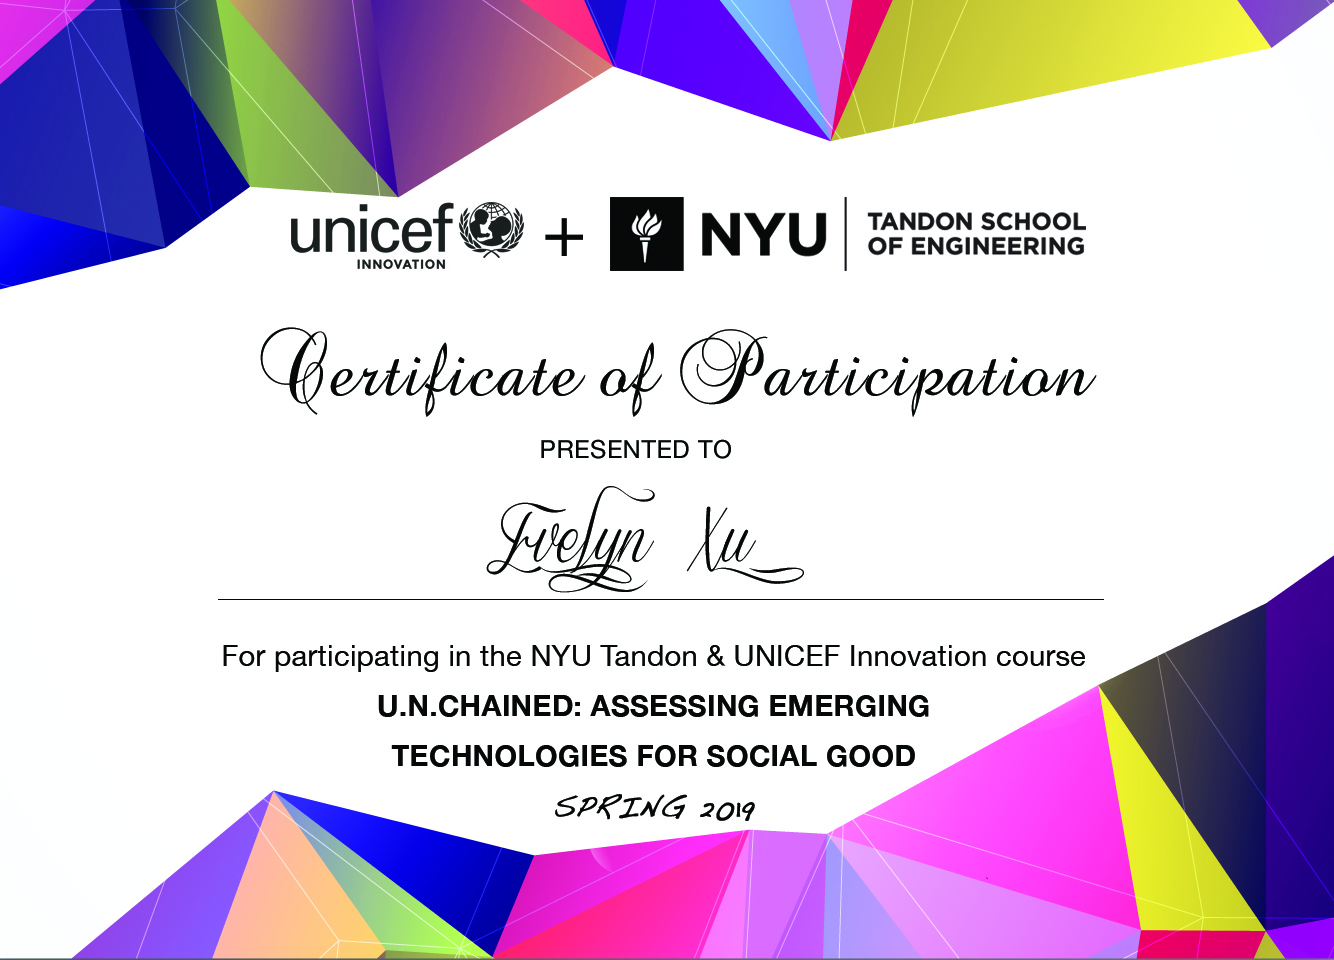 unicef
INNOVATION
+
NYU
TANDON SCHOOL
OF ENGINEERING
Certificate of Participation
PRESENTED TO
Evelyn Xu
For participating in the NYU Tandon & UNICEF Innovation course
U.N.CHAINED: ASSESSING EMERGING
TECHNOLOGIES FOR SOCIAL GOOD
SPRING 2019